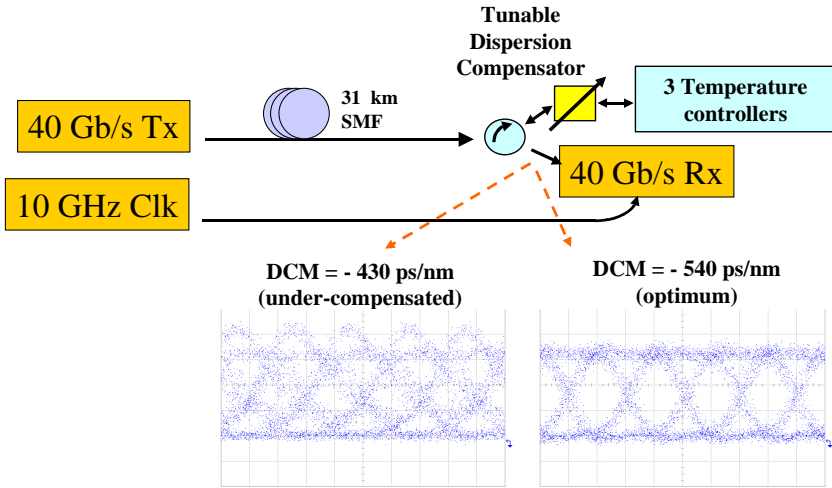 Tunable
Dispersion
Compensator
3 Temperature
controllers
31 km
SMF
40 Gb/s Tx
40 Gb/s Rx
10 GHz Clk
DCM = - 430 ps/nm
(under-compensated)
DCM = - 540 ps/nm
(optimum)